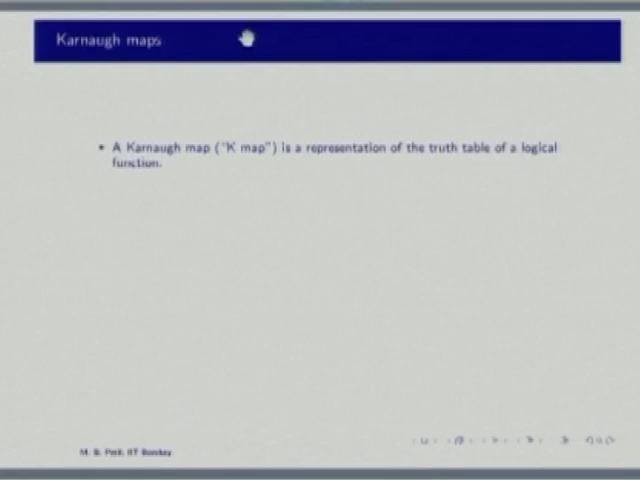 Karnaugh maps
• A Karnaugh map ("K map") is a representation of the truth table of a logical
function.
M. B. Patil, IIT Bombay